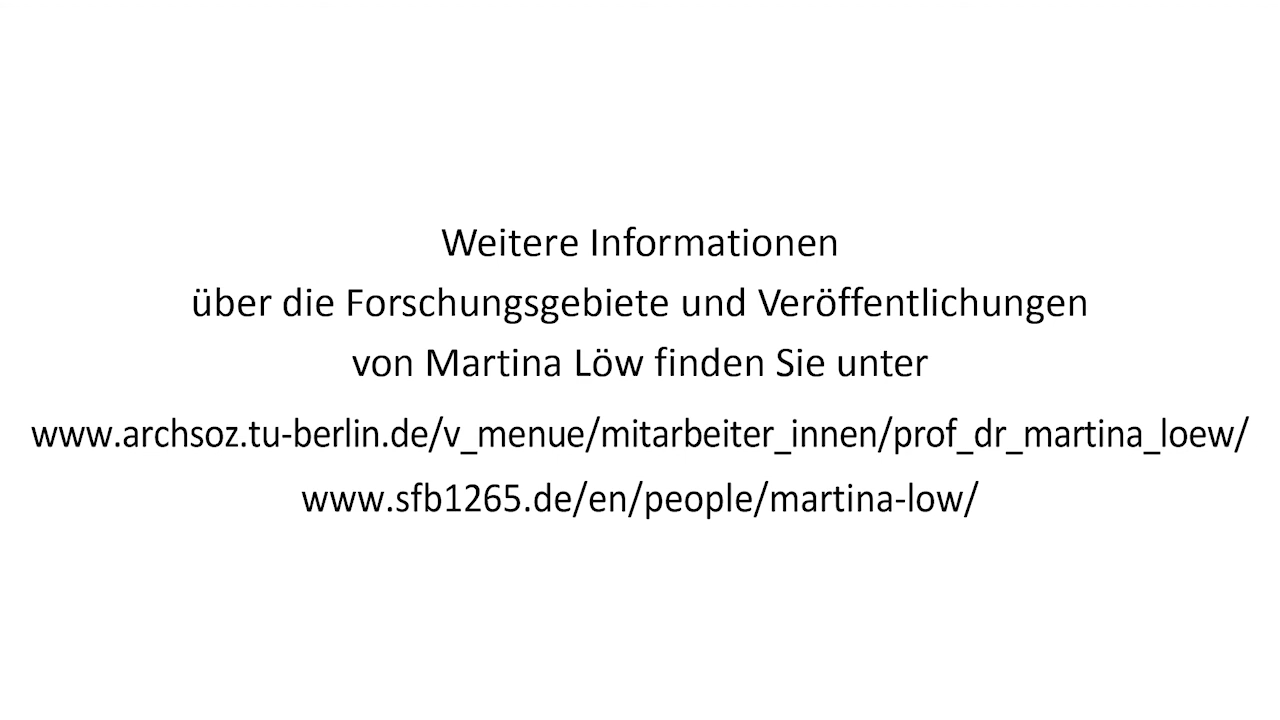 Weitere Informationen
über die Forschungsgebiete und Veröffentlichungen
von Martina Löw finden Sie unter
www.archsoz.tu-berlin.de/v_menue/mitarbeiter_innen/prof_dr_martina_loew/
www.sfb1265.de/en/people/martina-low/